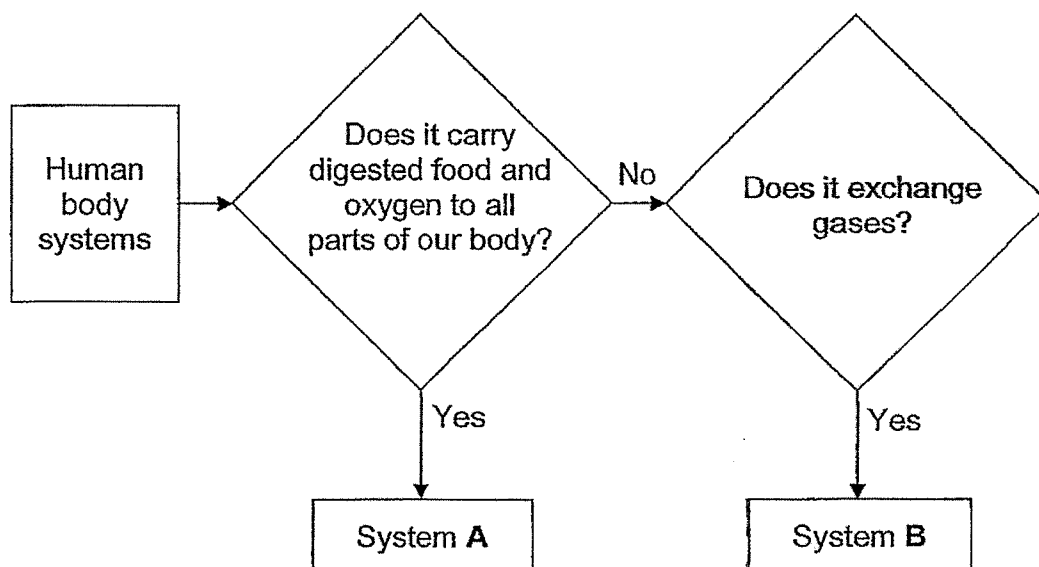 Human
body
systems
Does it carry
digested food and
oxygen to all
parts of our body?
No
Does it exchange
gases?
Yes
Yes
System A
System B